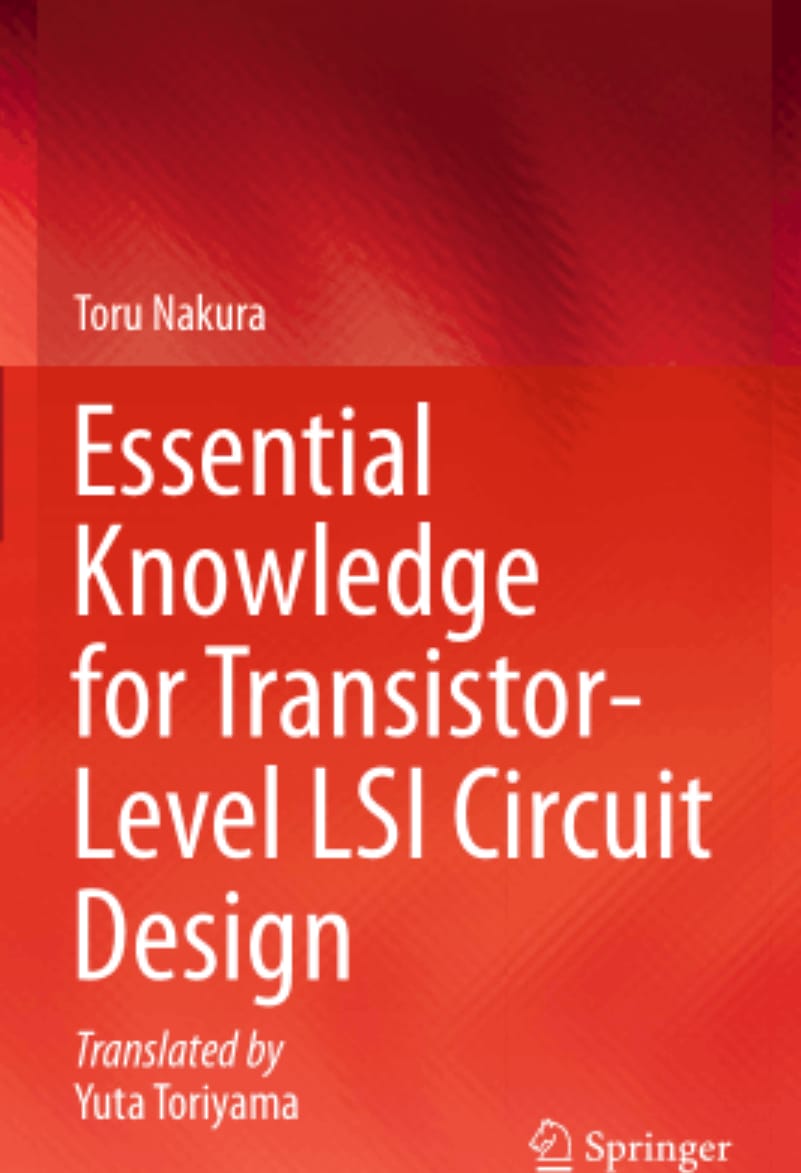 Toru Nakura
Essential
Knowledge
for Transistor-
Level LSI Circuit
Design
Translated by
Yuta Toriyama
Springer